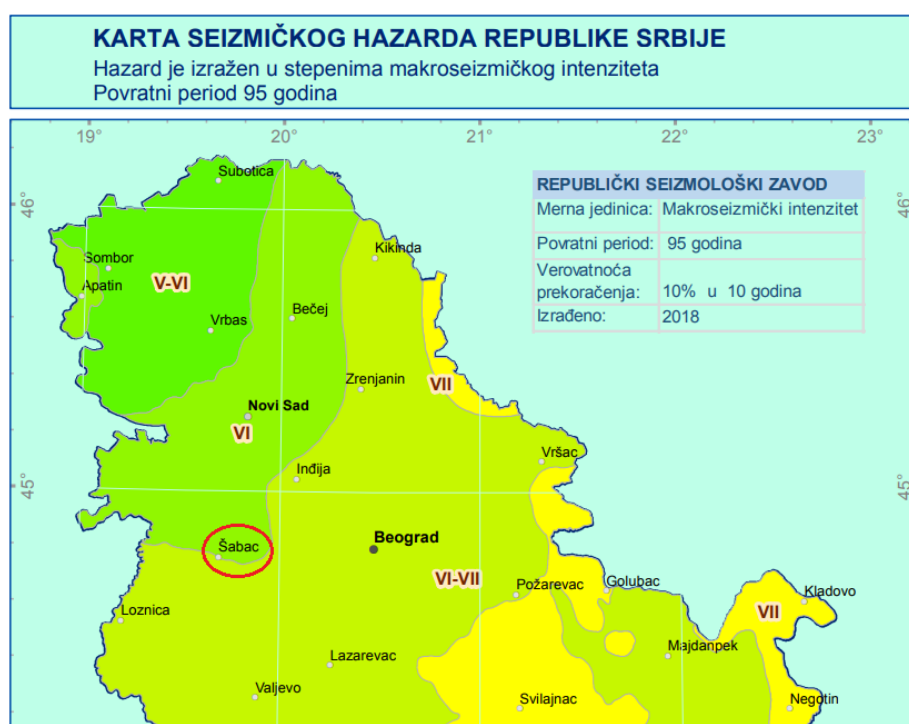 KARTA SEIZMIČKOG HAZARDA REPUBLIKE SRBIJE
Hazard je izražen u stepenima makroseizmičkog intenziteta
Povratni period 95 godina
19° 20° 21° 22° 23°
REPUBLIČKI SEIZMOLOŠKI ZAVOD
Merna jedinica: Makroseizmički intenzitet
Povratni period: 95 godina
Verovatnoća
prekoračenja: 10% u 10 godina
Izrađeno: 2018
46° 46°
Subotica
Kikinda
Sombor
Apatin
V-VI
Bečej
Vrbas
Zrenjanin
VII
Novi Sad
VI
Vršac
Inđija
45° 45°
Šabac
Beograd
VI-VII
Požarevac
Golubac
Kladovo
VII
Loznica
Majdanpek
Lazarevac
Valjevo
Svilajnac
Negotin